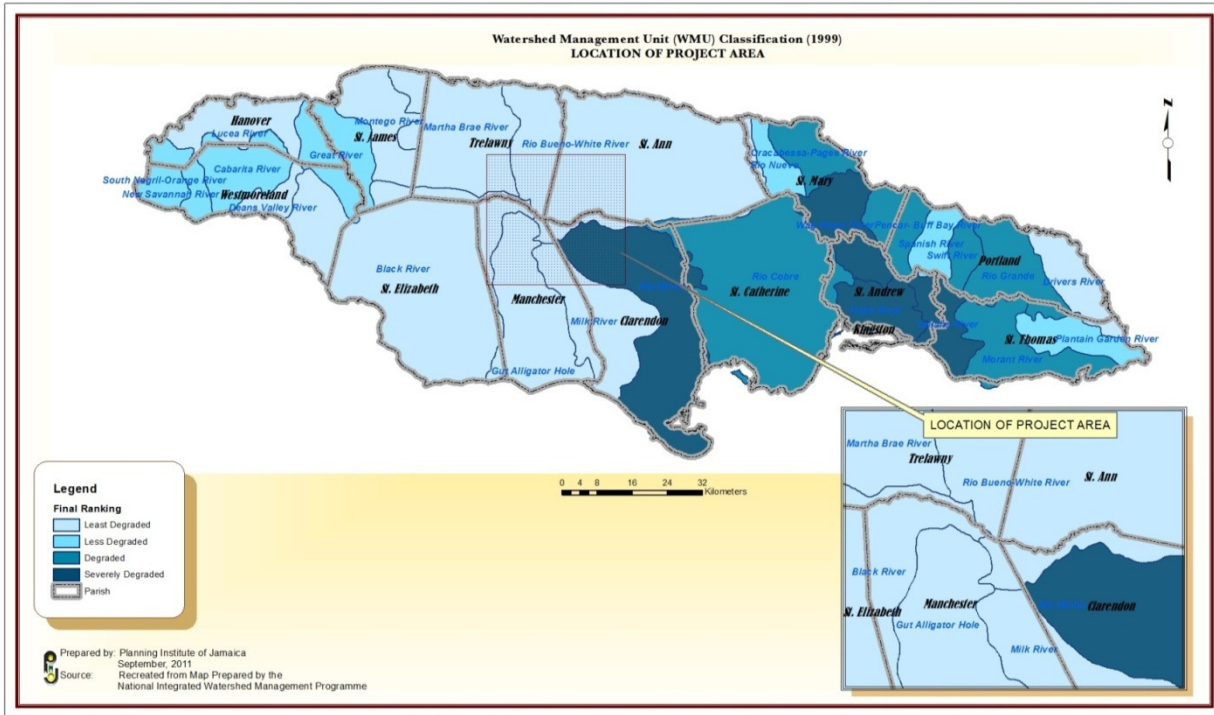 Watershed Management Unit (WMU) Classification (1999)
LOCATION OF PROJECT AREA
Hanover
Lucea River
Montego River
St. James
Great River
Martha Brae River
Trelawny
Rio Bueno-White River
St. Ann
Cabarita River
South Negril-Orange River
New Savannah River
Westmoreland
Deans Valley River
Oracabessa-Pagee River
Rio Nuevo
St. Mary
Pencar- Buff Bay River
Spanish River
Swift River
Portland
Rio Grande
Drivers River
Black River
St. Elizabeth
Manchester
Milk River
Clarendon
Gut Alligator Hole
Rio Cobre
St. Catherine
St. Andrew
Kingston
St. Thomas
Plantain Garden River
Morant River
LOCATION OF PROJECT AREA
Martha Brae River
Trelawny
Rio Bueno-White River
St. Ann
Black River
St. Elizabeth
Manchester
Gut Alligator Hole
Clarendon
Milk River
0 4 8 16 24 32
Kilometers
Legend
Final Ranking
Least Degraded
Less Degraded
Degraded
Severely Degraded
Parish
Prepared by: Planning Institute of Jamaica
September, 2011
Source: Recreated from Map Prepared by the
National Integrated Watershed Management Programme